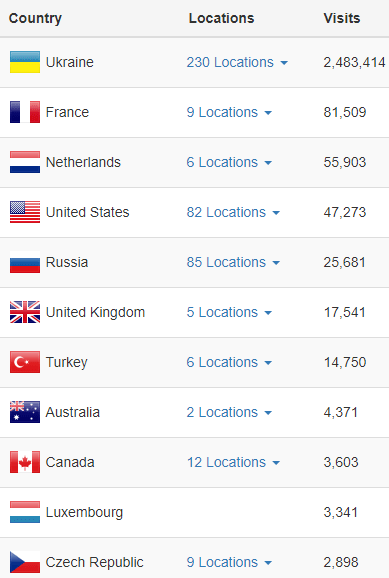 Country Locations Visits
Ukraine 230 Locations 2,483,414
France 9 Locations 81,509
Netherlands 6 Locations 55,903
United States 82 Locations 47,273
Russia 85 Locations 25,681
United Kingdom 5 Locations 17,541
Turkey 6 Locations 14,750
Australia 2 Locations 4,371
Canada 12 Locations 3,603
Luxembourg 3,341
Czech Republic 9 Locations 2,898